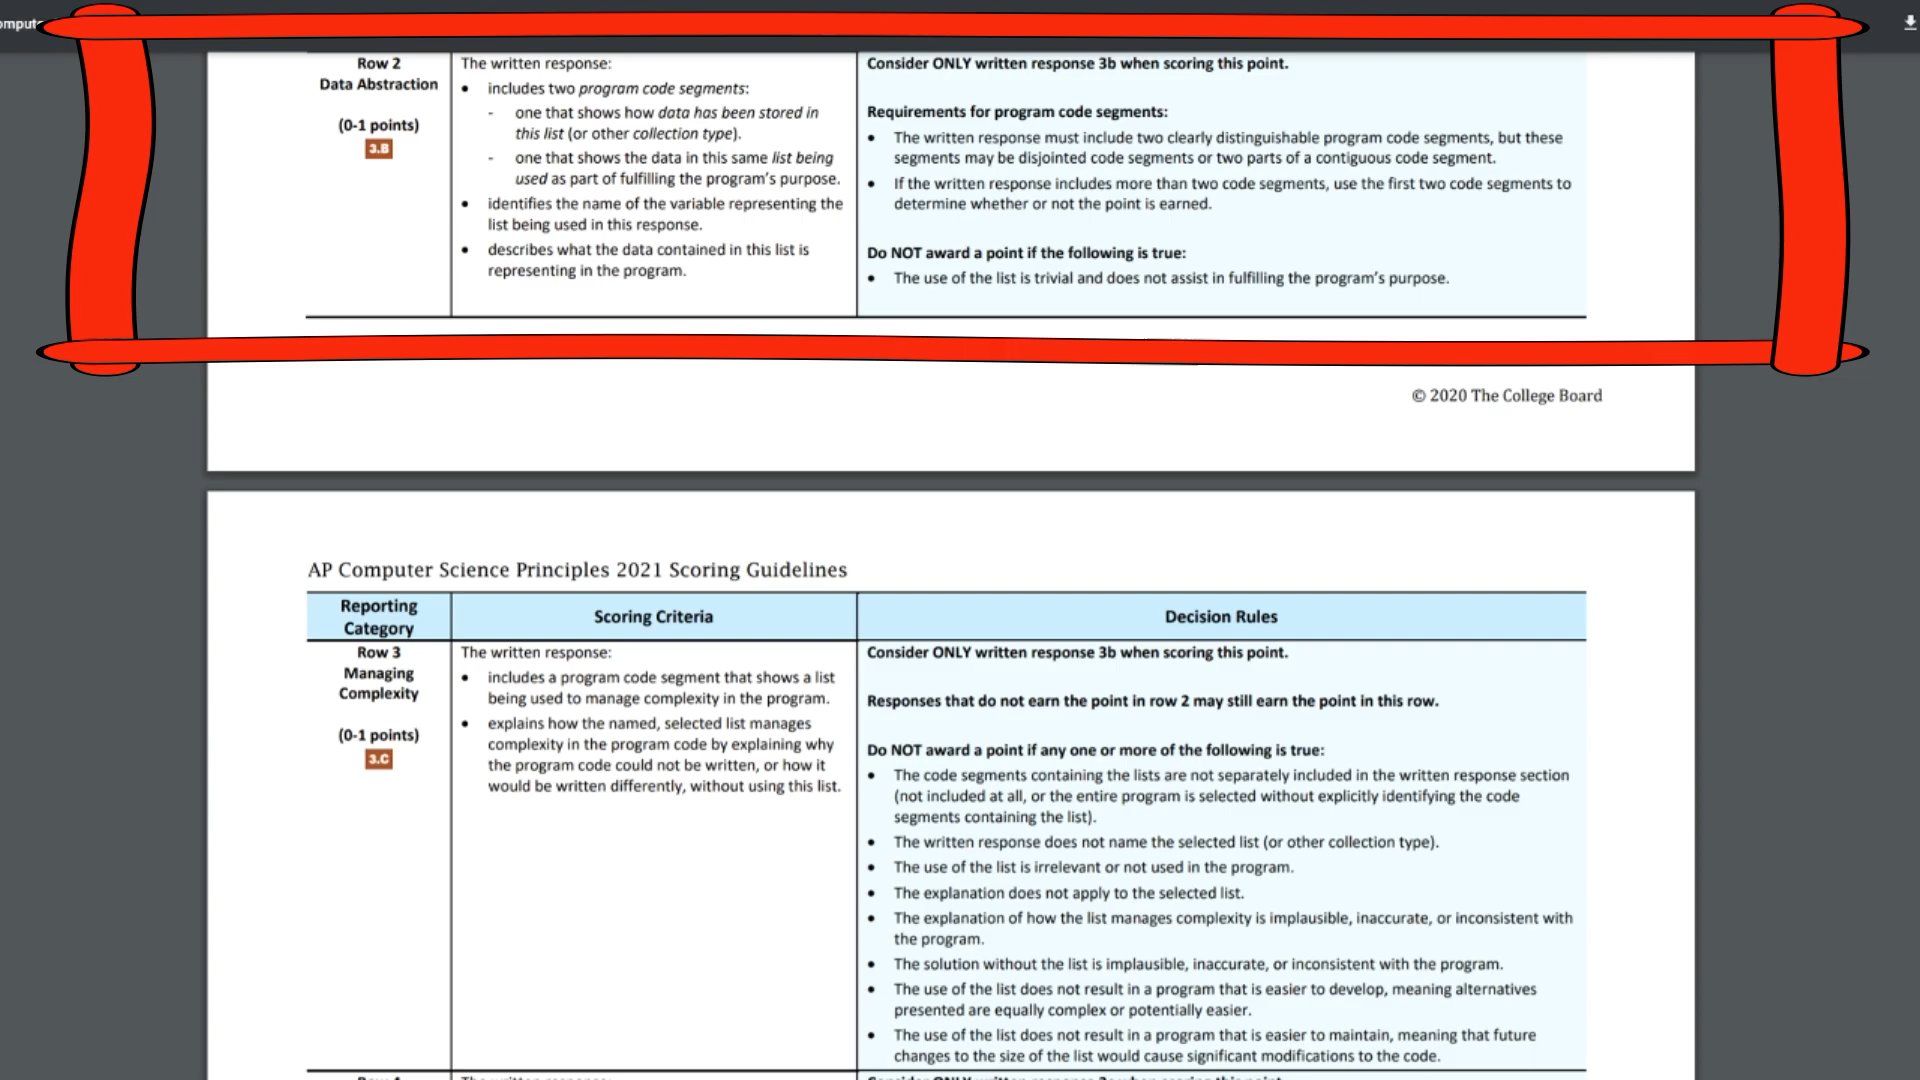 Row 2
Data Abstraction
(0-1 points)
3.B
The written response:
• includes two program code segments:
- one that shows how data has been stored in
this list (or other collection type).
- one that shows the data in this same list being
used as part of fulfilling the program's purpose.
• identifies the name of the variable representing the
list being used in this response.
• describes what the data contained in this list is
representing in the program.
Consider ONLY written response 3b when scoring this point.
Requirements for program code segments:
• The written response must include two clearly distinguishable program code segments, but these
segments may be disjointed code segments or two parts of a contiguous code segment.
• If the written response includes more than two code segments, use the first two code segments to
determine whether or not the point is earned.
Do NOT award a point if the following is true:
• The use of the list is trivial and does not assist in fulfilling the program's purpose.
© 2020 The College Board
AP Computer Science Principles 2021 Scoring Guidelines
Reporting
Category
Scoring Criteria
Decision Rules
Row 3
Managing
Complexity
(0-1 points)
3.C
The written response:
• includes a program code segment that shows a list
being used to manage complexity in the program.
• explains how the named, selected list manages
complexity in the program code by explaining why
the program code could not be written, or how it
would be written differently, without using this list.
Consider ONLY written response 3b when scoring this point.
Responses that do not earn the point in row 2 may still earn the point in this row.
Do NOT award a point if any one or more of the following is true:
• The code segments containing the lists are not separately included in the written response section
(not included at all, or the entire program is selected without explicitly identifying the code
segments containing the list).
• The written response does not name the selected list (or other collection type).
• The use of the list is irrelevant or not used in the program.
• The explanation does not apply to the selected list.
• The explanation of how the list manages complexity is implausible, inaccurate, or inconsistent with
the program.
• The solution without the list is implausible, inaccurate, or inconsistent with the program.
• The use of the list does not result in a program that is easier to develop, meaning alternatives
presented are equally complex or potentially easier.
• The use of the list does not result in a program that is easier to maintain, meaning that future
changes to the size of the list would cause significant modifications to the code.